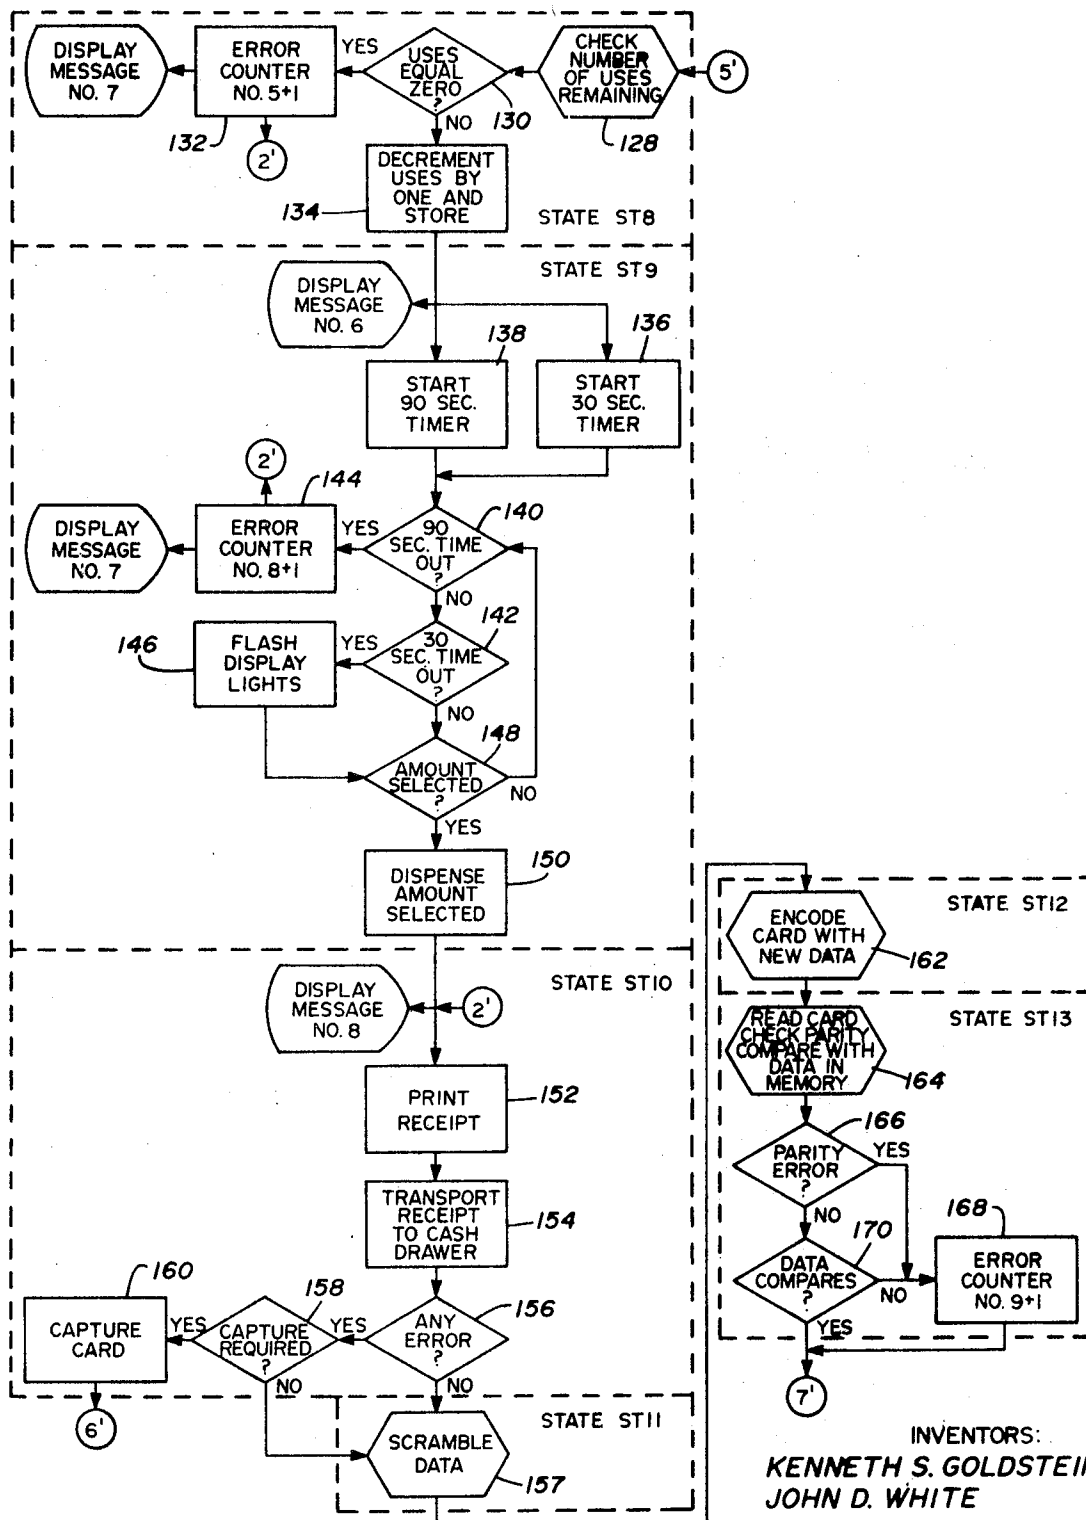 DISPLAY
MESSAGE
NO. 7
YES
ERROR
COUNTER
NO. 5+1
132
2'
USES
EQUAL
ZERO
?
130
NO
CHECK
NUMBER
OF USES
REMAINING
128
5'
DECREMENT
USES BY
ONE AND
STORE
134
STATE ST8
STATE ST9
DISPLAY
MESSAGE
NO. 6
138
START
90 SEC.
TIMER
136
START
30 SEC.
TIMER
2'
144
DISPLAY
MESSAGE
NO. 7
ERROR
COUNTER
NO. 8+1
YES
90
SEC. TIME
OUT
?
140
NO
146
FLASH
DISPLAY
LIGHTS
YES
30
SEC. TIME
OUT
?
142
NO
AMOUNT
SELECTED
?
148
NO
YES
DISPENSE
AMOUNT
SELECTED
150
STATE ST10
DISPLAY
MESSAGE
NO. 8
2'
PRINT
RECEIPT
152
TRANSPORT
RECEIPT
TO CASH
DRAWER
154
160
CAPTURE
CARD
6'
YES
158
CAPTURE
REQUIRED
?
NO
YES
ANY
ERROR
?
156
NO
STATE ST11
SCRAMBLE
DATA
157
STATE ST12
ENCODE
CARD WITH
NEW DATA
162
STATE ST13
READ CARD
CHECK PARITY
COMPARE WITH
DATA IN
MEMORY
164
166
PARITY
ERROR
?
YES
NO
170
DATA
COMPARES
?
NO
YES
168
ERROR
COUNTER
NO. 9+1
7'
INVENTORS:
KENNETH S. GOLDSTEIN
JOHN D. WHITE